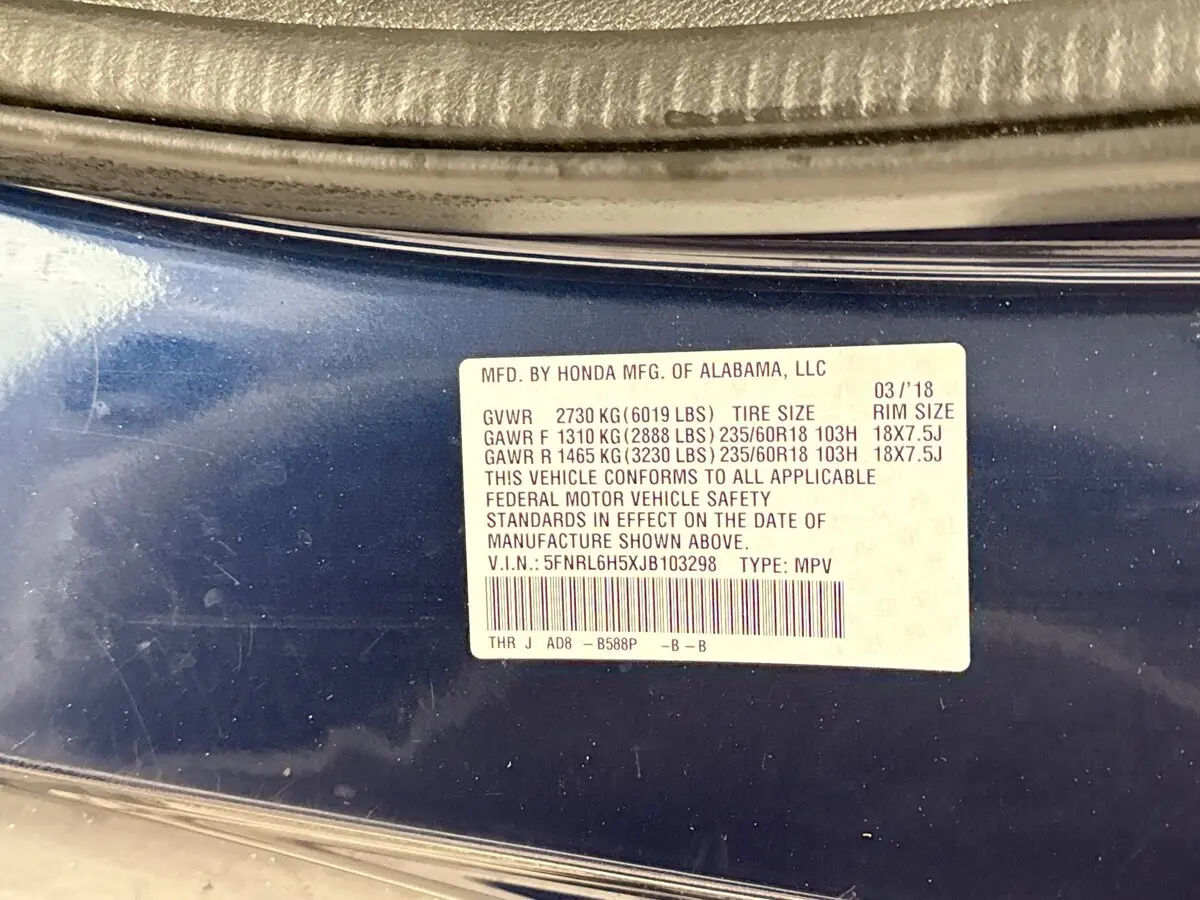 MFD. BY HONDA MFG. OF ALABAMA, LLC
03/'18
GVWR 2730 KG(6019 LBS) TIRE SIZE RIM SIZE
GAWR F 1310 KG(2888 LBS) 235/60R18 103H 18X7.5J
GAWR R 1465 KG(3230 LBS) 235/60R18 103H 18X7.5J
THIS VEHICLE CONFORMS TO ALL APPLICABLE
FEDERAL MOTOR VEHICLE SAFETY
STANDARDS IN EFFECT ON THE DATE OF
MANUFACTURE SHOWN ABOVE.
V.I.N.: 5FNRL6H5XJB103298 TYPE: MPV
THR J AD8 – B588P –B – B